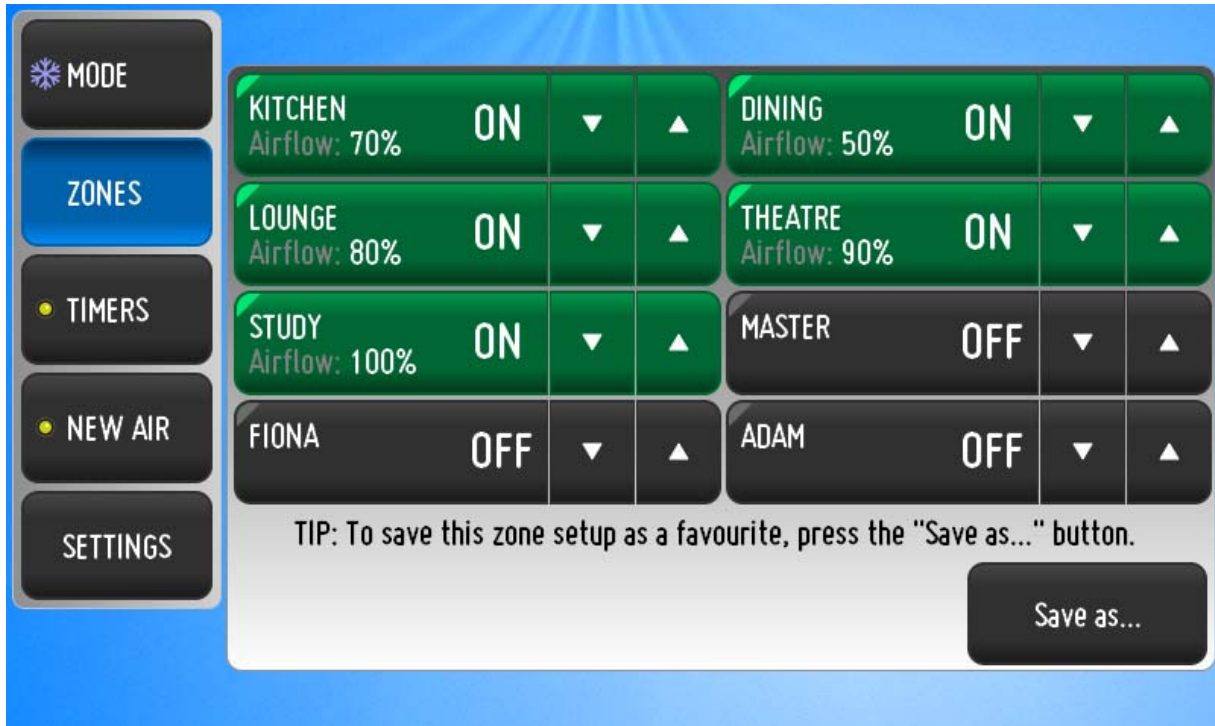 MODE
ZONES
TIMERS
NEW AIR
SETTINGS
KITCHEN
Airflow: 70%
ON
DINING
Airflow: 50%
ON
LOUNGE
Airflow: 80%
ON
THEATRE
Airflow: 90%
ON
STUDY
Airflow: 100%
ON
MASTER
OFF
FIONA
OFF
ADAM
OFF
TIP: To save this zone setup as a favourite, press the "Save as..." button.
Save as...